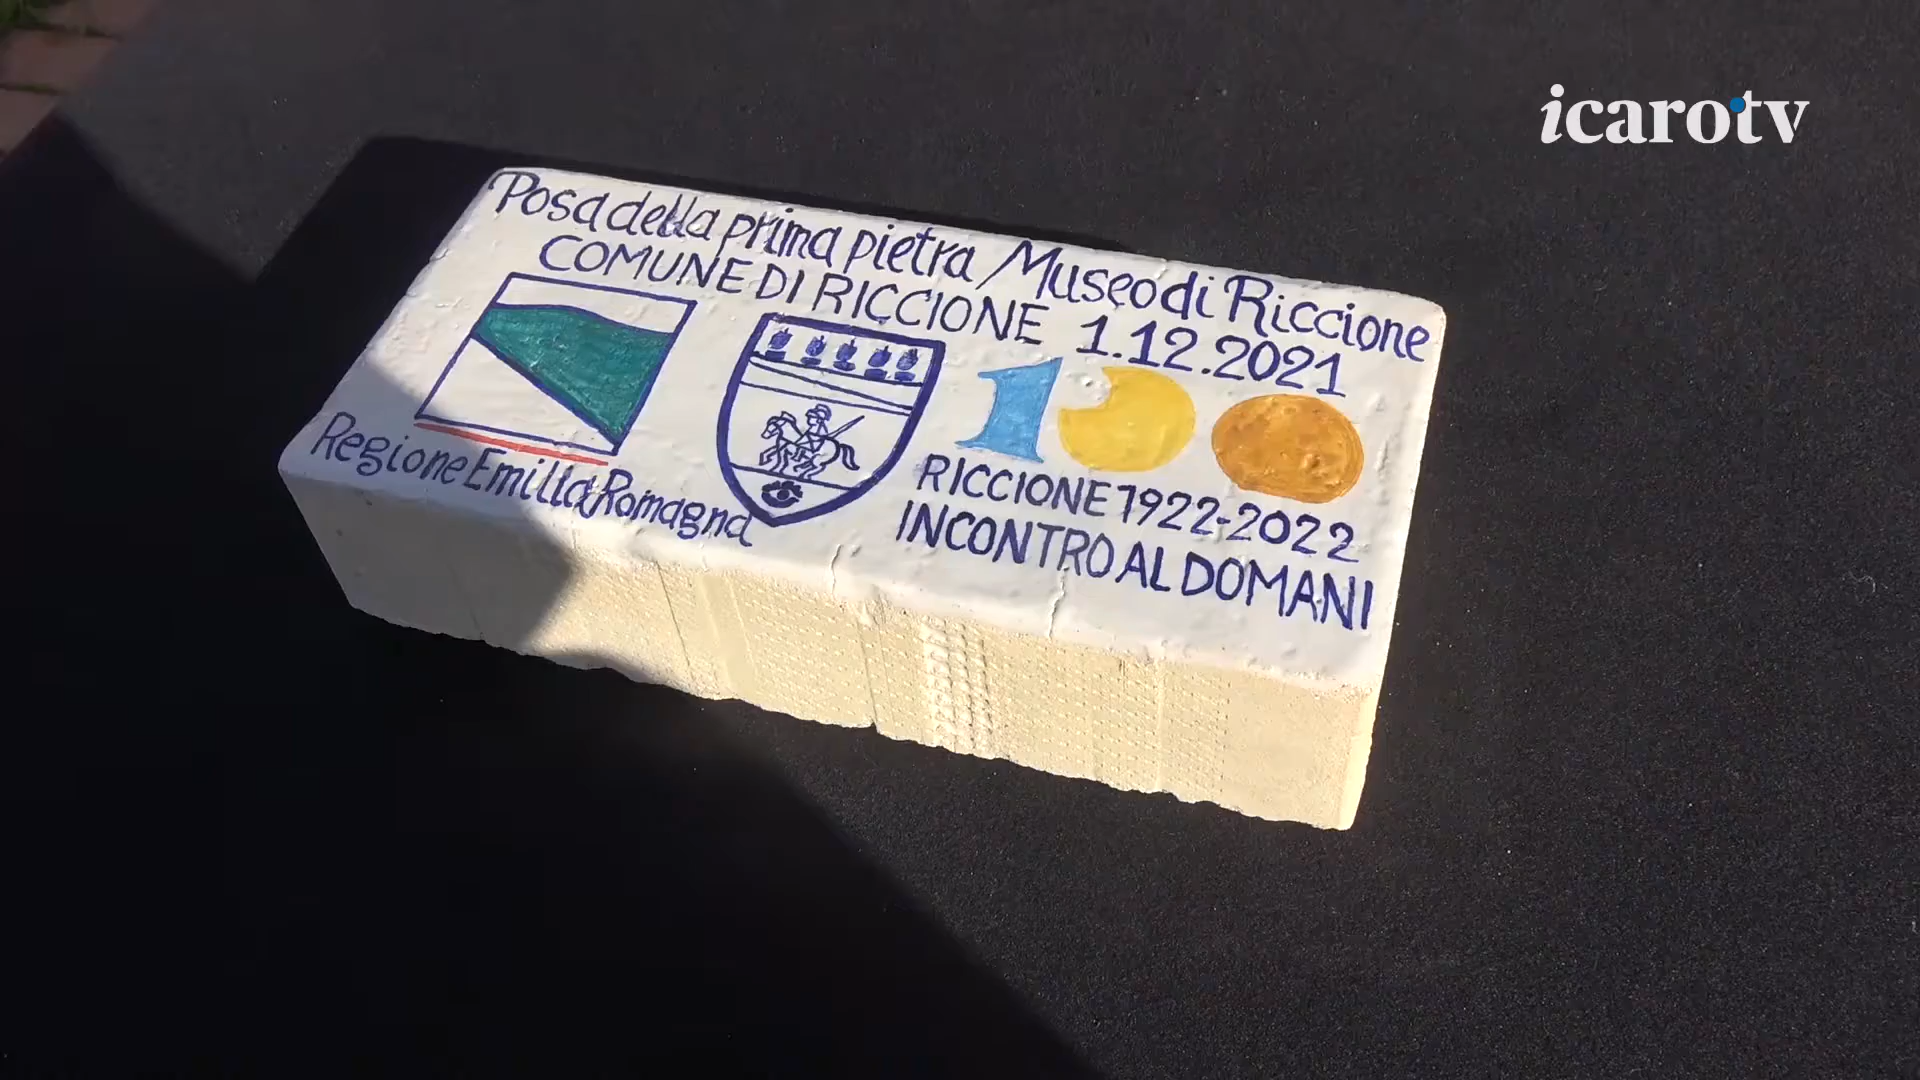 icarotv
Posa della prima pietra Museo di Riccione
COMUNE DI RICCIONE 1.12.2021
100
Regione Emilia Romagna
RICCIONE 1922-2022
INCONTRO AL DOMANI